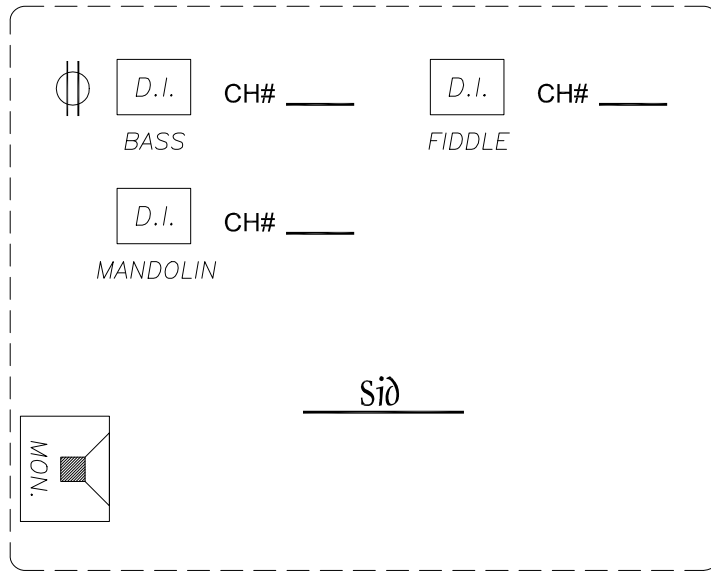 D.I. CH# ____ D.I. CH# ____
BASS FIDDLE
D.I. CH# ____
MANDOLIN
Sid
MON.